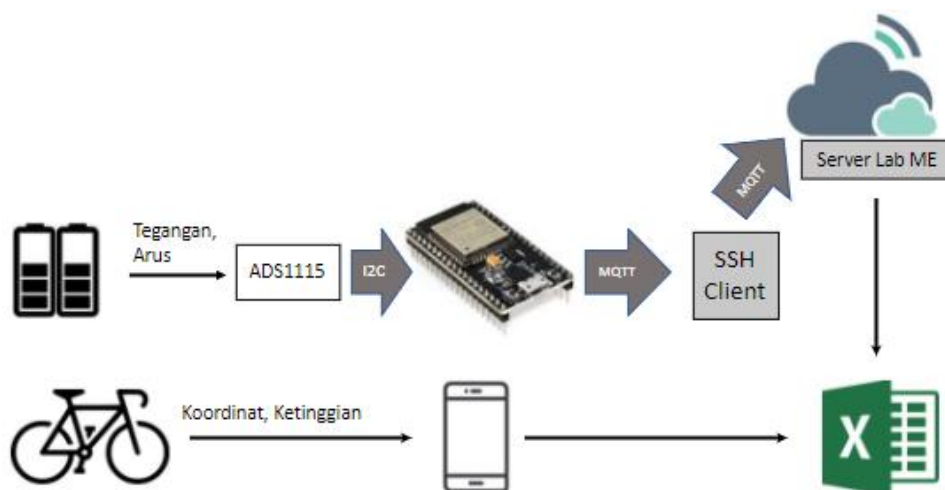 Server Lab ME
MQTT
Tegangan,
Arus
ADS1115
I2C
MQTT
SSH
Client
Koordinat, Ketinggian
X